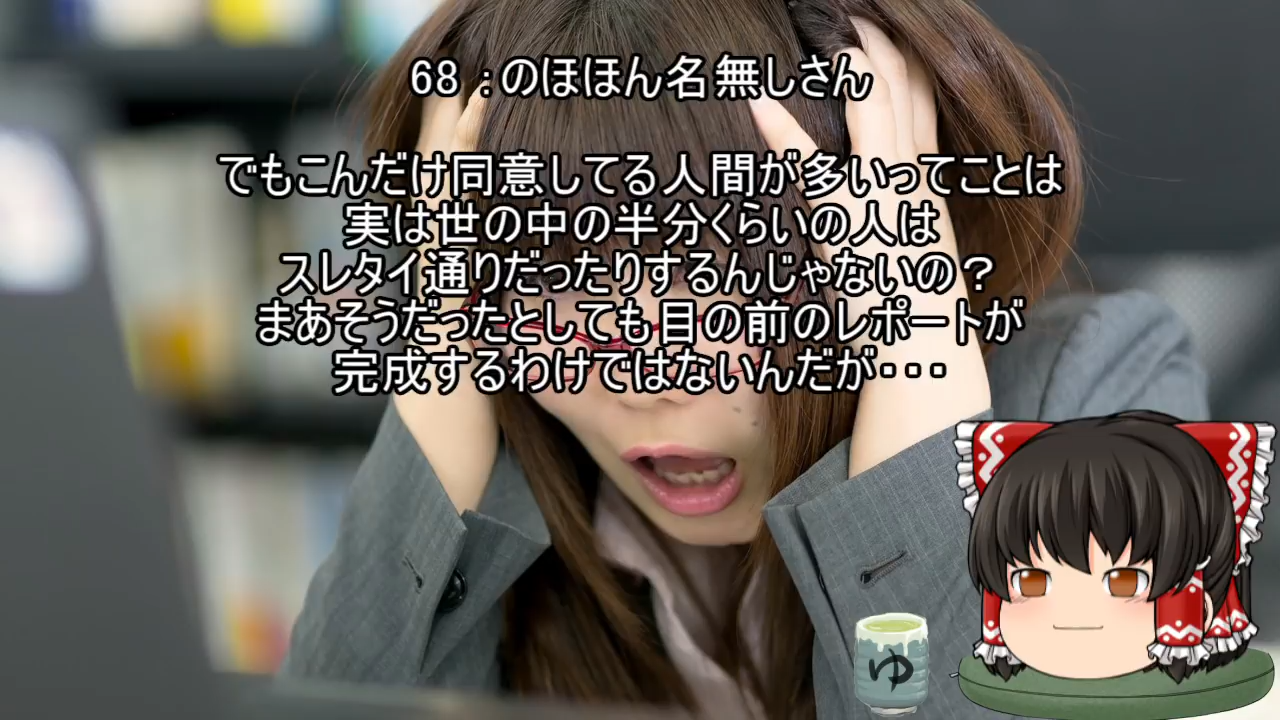 68 : のほほん名無しさん
でもこんだけ同意してる人間が多いってことは
実は世の中の半分くらいの人は
スレタイ通りだったりするんじゃないの？
まあそうだったとしても目の前のレポートが
完成するわけではないんだが・・・
ゆ